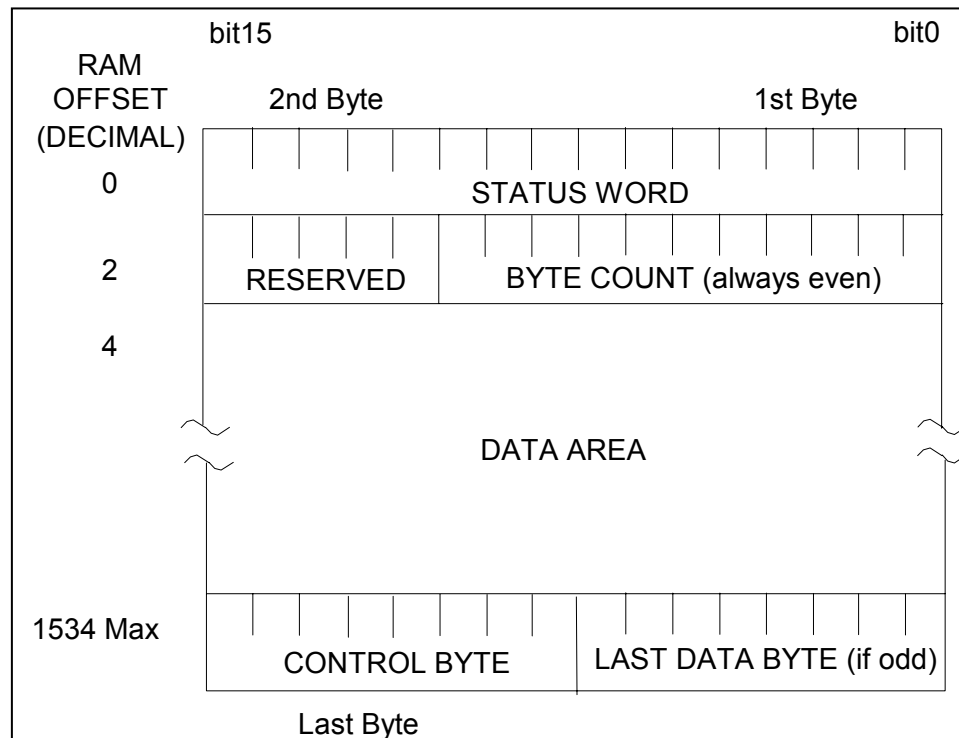 bit15 bit0
RAM
OFFSET
(DECIMAL)
2nd Byte 1st Byte
0 STATUS WORD
2 RESERVED BYTE COUNT (always even)
4
DATA AREA
1534 Max CONTROL BYTE LAST DATA BYTE (if odd)
Last Byte